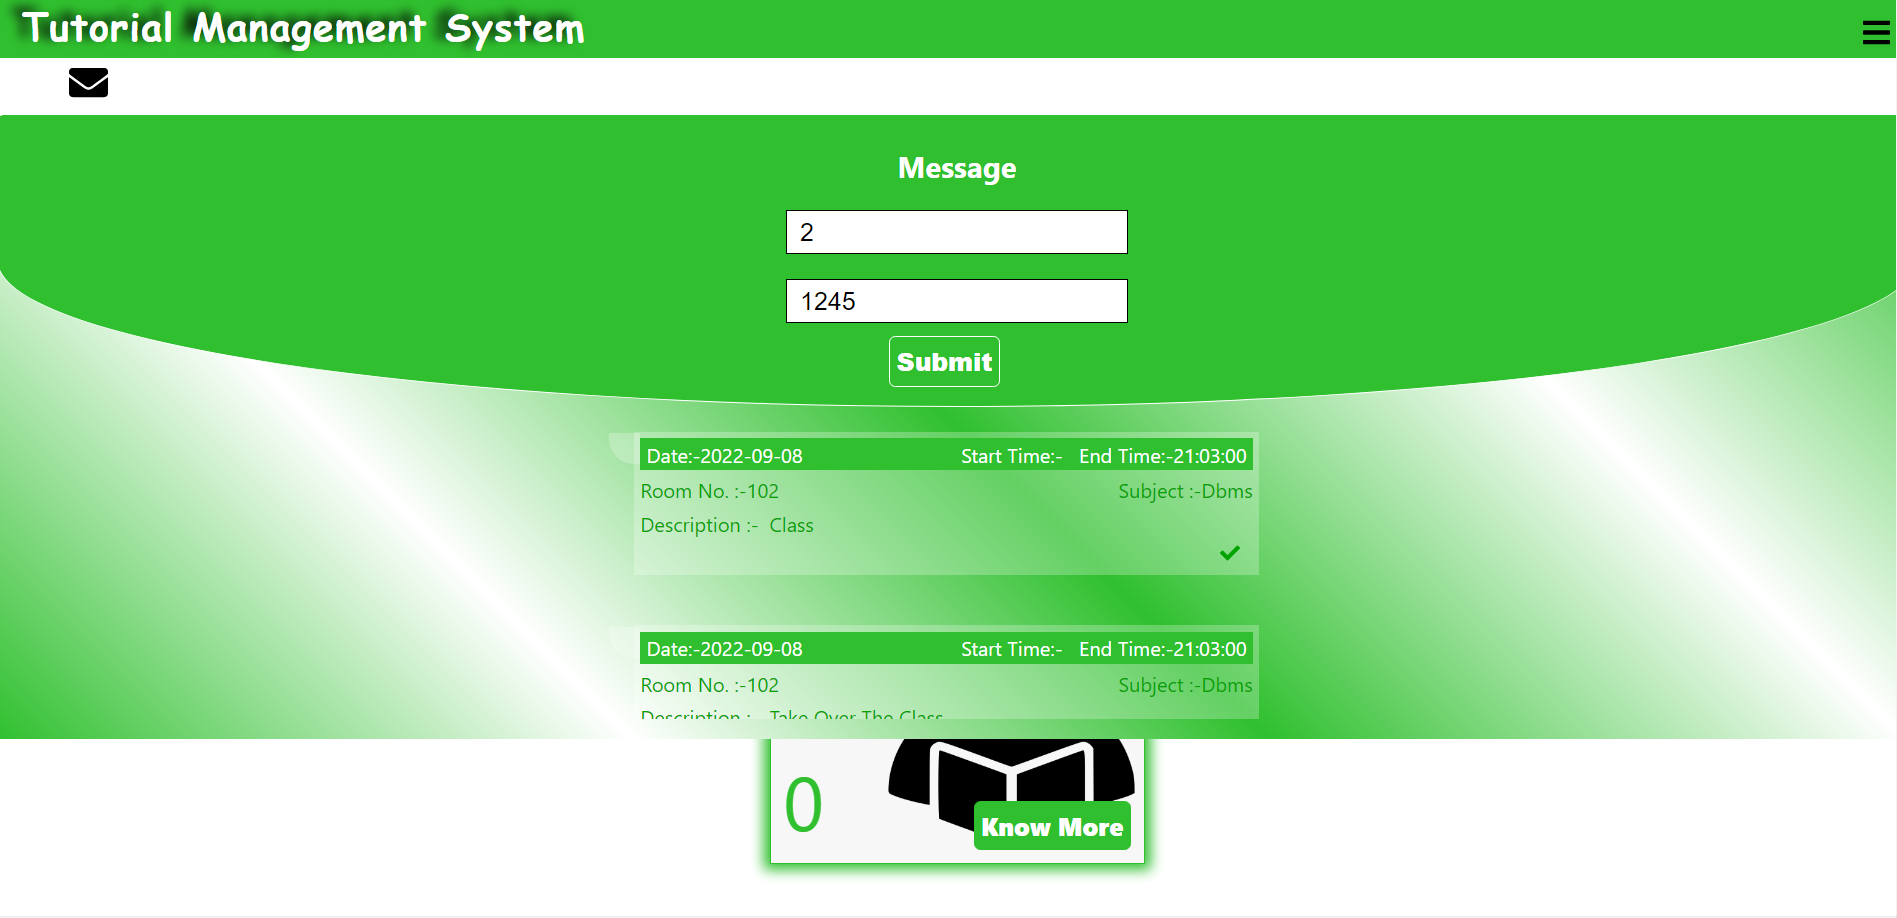 Tutorial Management System
Message
2
1245
Submit
Date:-2022-09-08 Start Time:- End Time:-21:03:00
Room No. :-102 Subject :-Dbms
Description :- Class
Date:-2022-09-08 Start Time:- End Time:-21:03:00
Room No. :-102 Subject :-Dbms
Description :- Take Over The Class
0
Know More